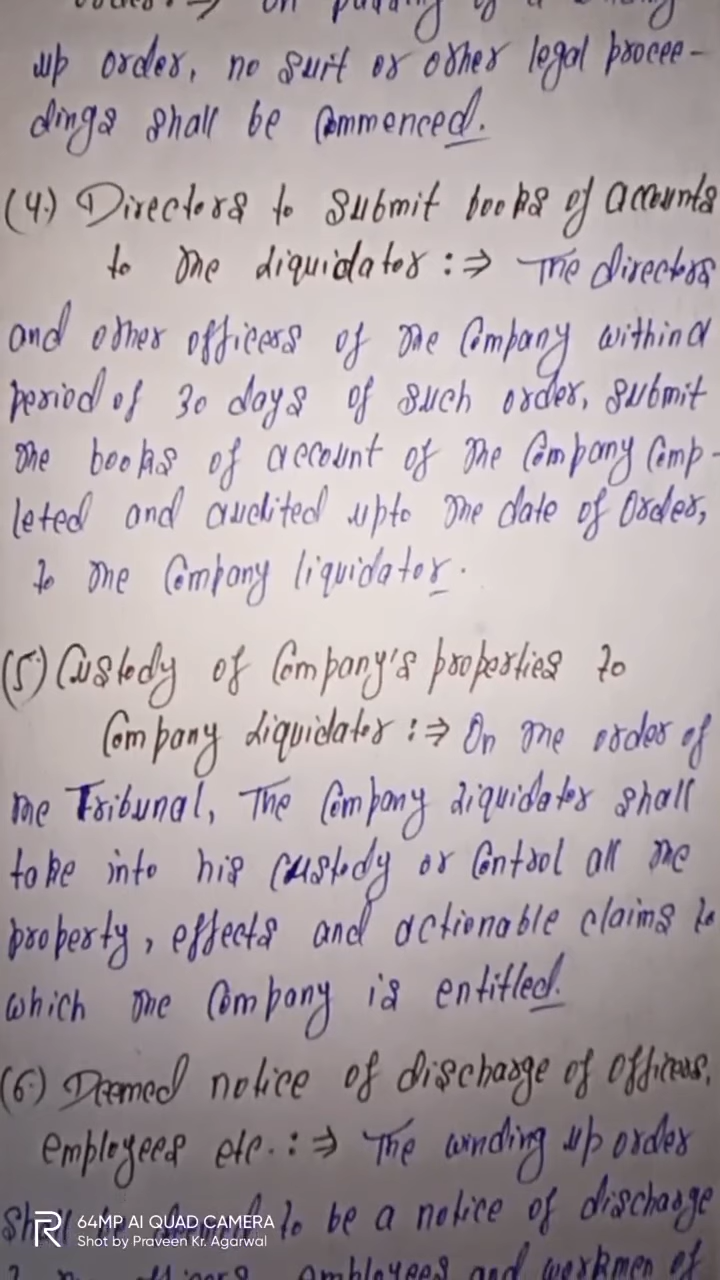 up order, no suit or other legal procee-
dings shall be Commenced.
(4.) Directors to submit books of accounts
to the Liquidator :⇒ The directors
and other officers of the Company within a
period of 30 days of such order, submit
the books of account of the Company Comp-
leted and audited upto the date of Order,
to the Company liquidator.
(5.) Custody of Company's properties to
Company Liquidator :⇒ On the order of
the Tribunal, The Company Liquidator shall
take into his custody or Control all the
property, effects and actionable claims to
which the Company is entitled.
(6.) Deemed notice of discharge of Officers,
employees etc. :⇒ The winding up order
Shall to be a notice of discharge
employees and workmen of
64MP AI QUAD CAMERA
Shot by Praveen Kr. Agarwal